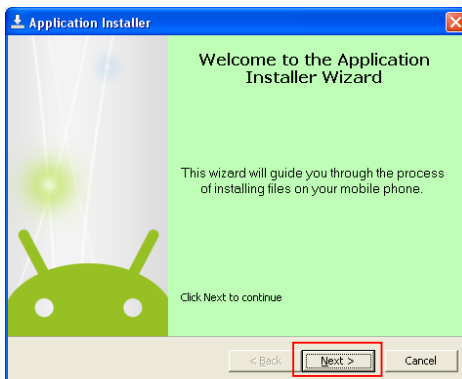 Application Installer
Welcome to the Application
Installer Wizard
This wizard will guide you through the process
of installing files on your mobile phone.
Click Next to continue
< Back
Next >
Cancel